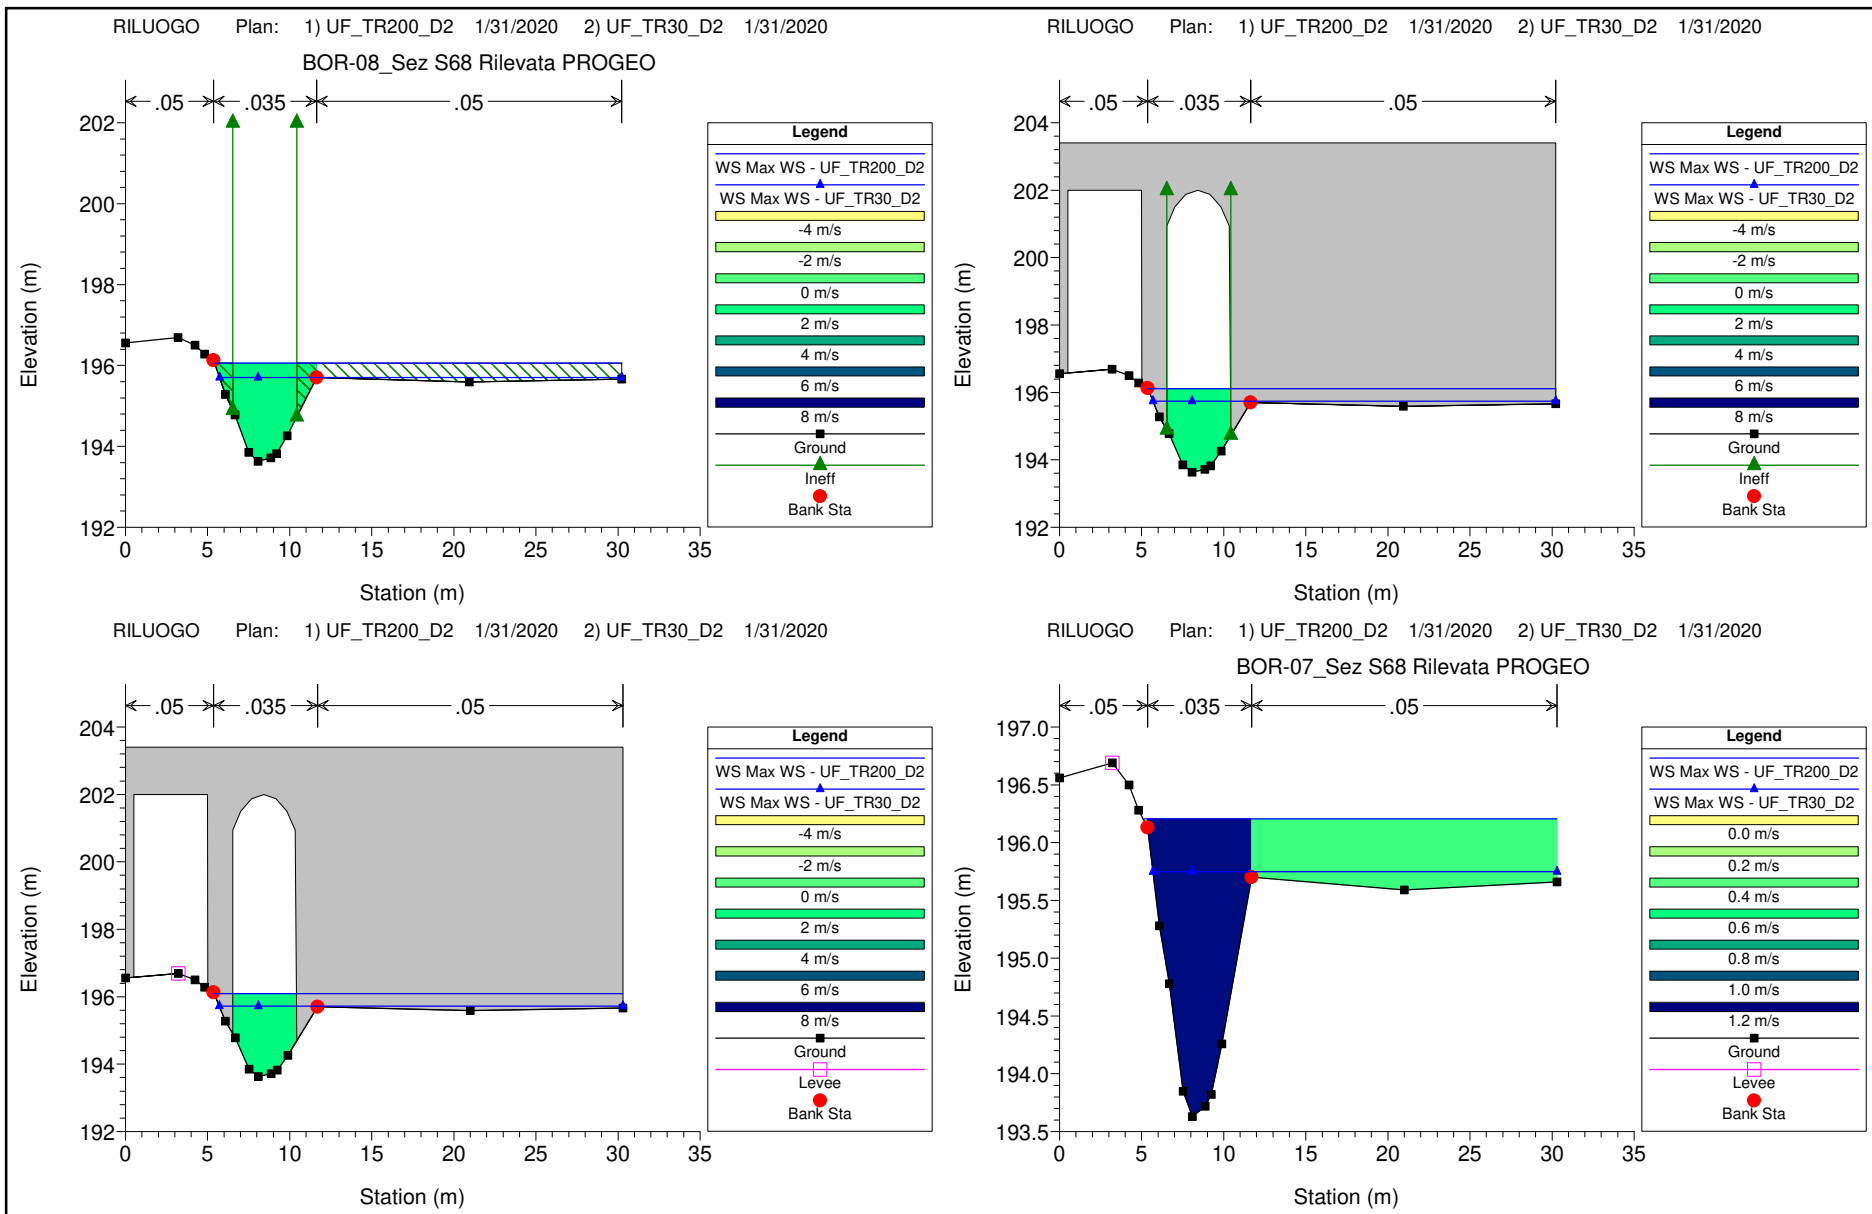 RILUOGO Plan: 1) UF_TR200_D2 1/31/2020 2) UF_TR30_D2 1/31/2020
BOR-08_Sez S68 Rilevata PROGEO
.05 .035 .05
202
200
198
196
194
192
0 5 10 15 20 25 30 35
Station (m)
Elevation (m)
Legend
WS Max WS - UF_TR200_D2
WS Max WS - UF_TR30_D2
-4 m/s
-2 m/s
0 m/s
2 m/s
4 m/s
6 m/s
8 m/s
Ground
Ineff
Bank Sta
RILUOGO Plan: 1) UF_TR200_D2 1/31/2020 2) UF_TR30_D2 1/31/2020
.05 .035 .05
204
202
200
198
196
194
192
0 5 10 15 20 25 30 35
Station (m)
Elevation (m)
Legend
WS Max WS - UF_TR200_D2
WS Max WS - UF_TR30_D2
-4 m/s
-2 m/s
0 m/s
2 m/s
4 m/s
6 m/s
8 m/s
Ground
Ineff
Bank Sta
RILUOGO Plan: 1) UF_TR200_D2 1/31/2020 2) UF_TR30_D2 1/31/2020
.05 .035 .05
204
202
200
198
196
194
192
0 5 10 15 20 25 30 35
Station (m)
Elevation (m)
Legend
WS Max WS - UF_TR200_D2
WS Max WS - UF_TR30_D2
-4 m/s
-2 m/s
0 m/s
2 m/s
4 m/s
6 m/s
8 m/s
Ground
Levee
Bank Sta
RILUOGO Plan: 1) UF_TR200_D2 1/31/2020 2) UF_TR30_D2 1/31/2020
BOR-07_Sez S68 Rilevata PROGEO
.05 .035 .05
197.0
196.5
196.0
195.5
195.0
194.5
194.0
193.5
0 5 10 15 20 25 30 35
Station (m)
Elevation (m)
Legend
WS Max WS - UF_TR200_D2
WS Max WS - UF_TR30_D2
0.0 m/s
0.2 m/s
0.4 m/s
0.6 m/s
0.8 m/s
1.0 m/s
1.2 m/s
Ground
Levee
Bank Sta